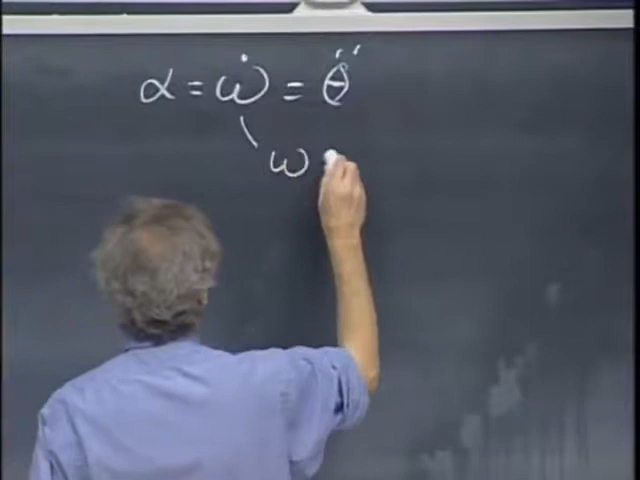 α = ω̇ = θ̈
ω